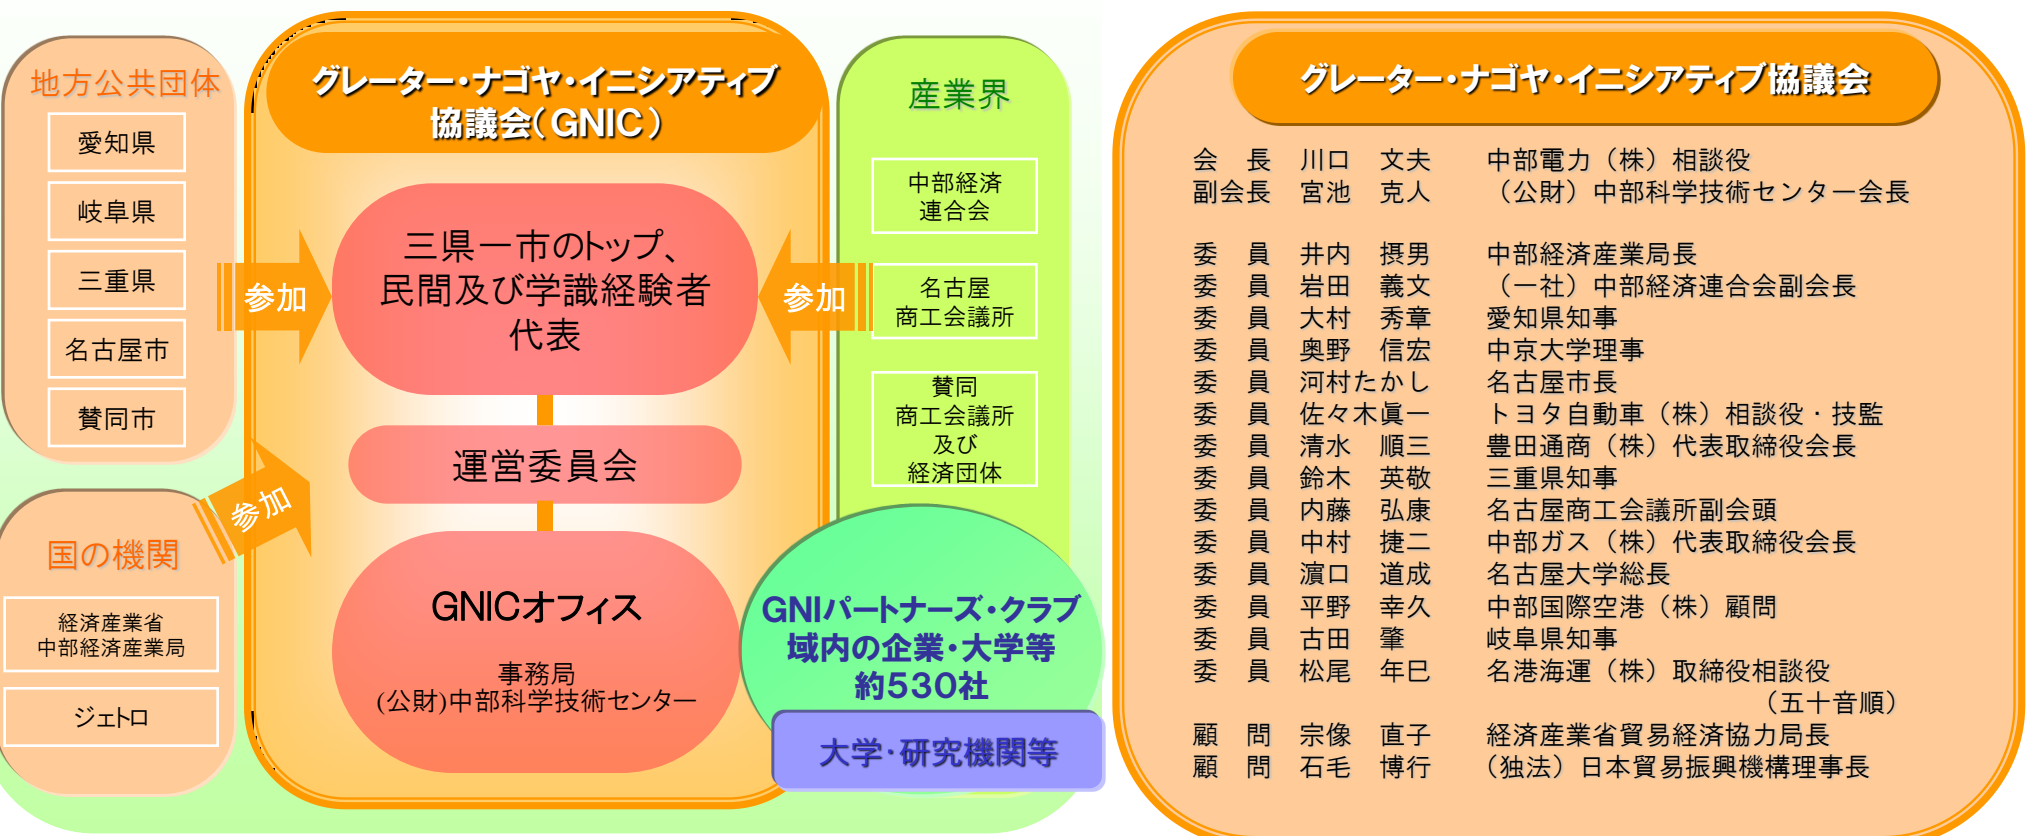 地方公共団体
愛知県
岐阜県
三重県
名古屋市
賛同市
国の機関
経済産業省
中部経済産業局
ジェトロ
参加
参加
グレーター・ナゴヤ・イニシアティブ
協議会(GNIC)
三県一市のトップ、
民間及び学識経験者
代表
運営委員会
GNICオフィス
事務局
(公財)中部科学技術センター
参加
産業界
中部経済
連合会
名古屋
商工会議所
賛同
商工会議所
及び
経済団体
GNIパートナーズ・クラブ
域内の企業・大学等
約530社
大学・研究機関等
グレーター・ナゴヤ・イニシアティブ協議会
会　長　川口　文夫　　中部電力（株）相談役
副会長　宮池　克人　　（公財）中部科学技術センター会長
委　員　井内　摂男　　中部経済産業局長
委　員　岩田　義文　　（一社）中部経済連合会副会長
委　員　大村　秀章　　愛知県知事
委　員　奥野　信宏　　中京大学理事
委　員　河村たかし　　名古屋市長
委　員　佐々木眞一　　トヨタ自動車（株）相談役・技監
委　員　清水　順三　　豊田通商（株）代表取締役会長
委　員　鈴木　英敬　　三重県知事
委　員　内藤　弘康　　名古屋商工会議所副会頭
委　員　中村　捷二　　中部ガス（株）代表取締役会長
委　員　濵口　道成　　名古屋大学総長
委　員　平野　幸久　　中部国際空港（株）顧問
委　員　古田　肇　　　岐阜県知事
委　員　松尾　年巳　　名港海運（株）取締役相談役
（五十音順）
顧　問　宗像　直子　　経済産業省貿易経済協力局長
顧　問　石毛　博行　　（独法）日本貿易振興機構理事長